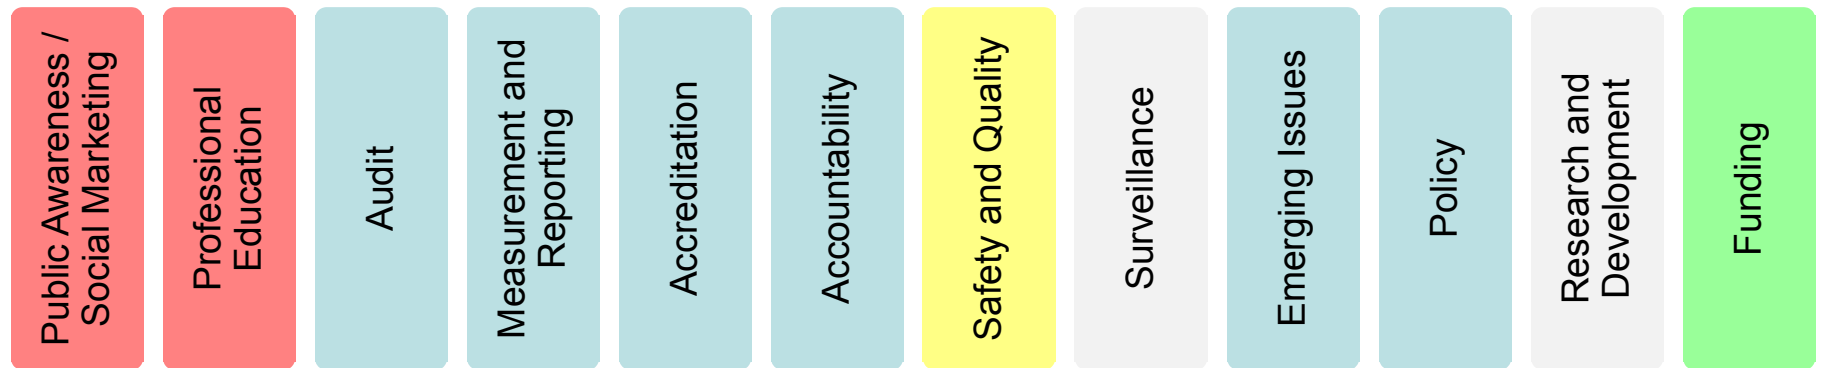 Public Awareness /
Social Marketing
Professional
Education
Audit
Measurement and
Reporting
Accreditation
Accountability
Safety and Quality
Surveillance
Emerging Issues
Policy
Research and
Development
Funding